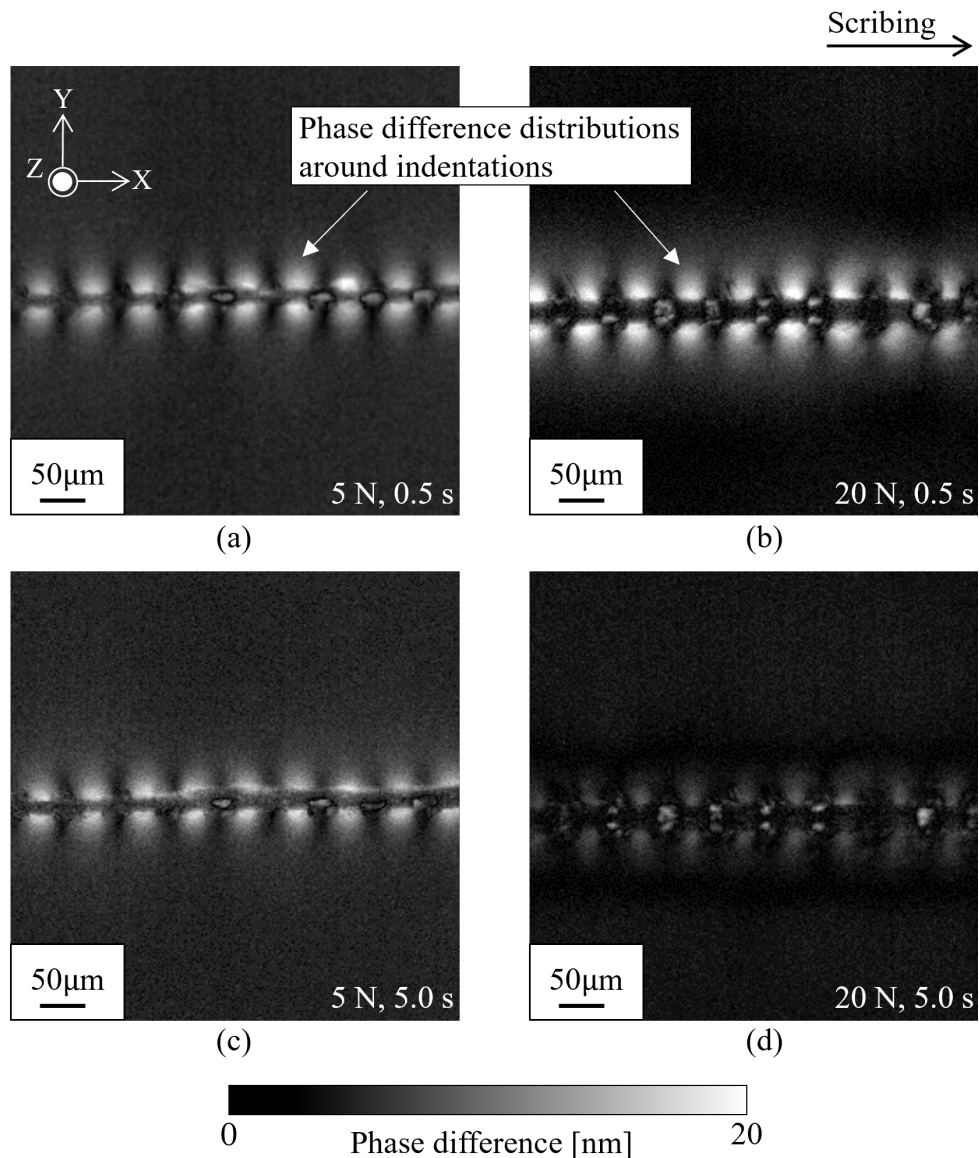 Scribing
Y
Z
X
Phase difference distributions
around indentations
50μm
5 N, 0.5 s
50μm
20 N, 0.5 s
(a)
(b)
50μm
5 N, 5.0 s
50μm
20 N, 5.0 s
(c)
(d)
0
20
Phase difference [nm]